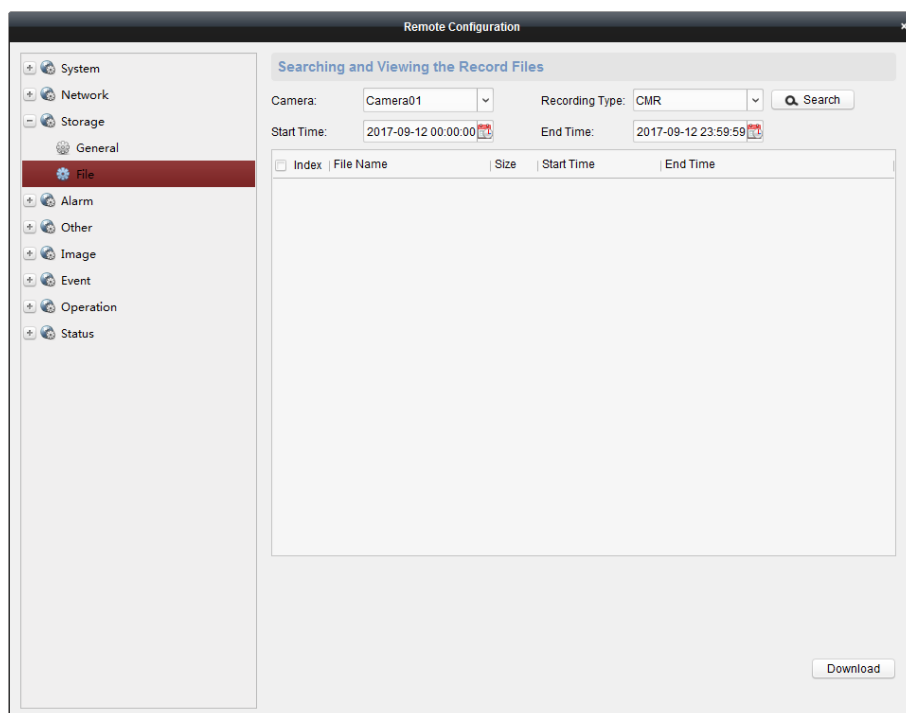 Remote Configuration
System
Network
Storage
General
File
Alarm
Other
Image
Event
Operation
Status
Searching and Viewing the Record Files
Camera: Camera01 Recording Type: CMR Search
Start Time: 2017-09-12 00:00:00 End Time: 2017-09-12 23:59:59
Index File Name Size Start Time End Time
Download